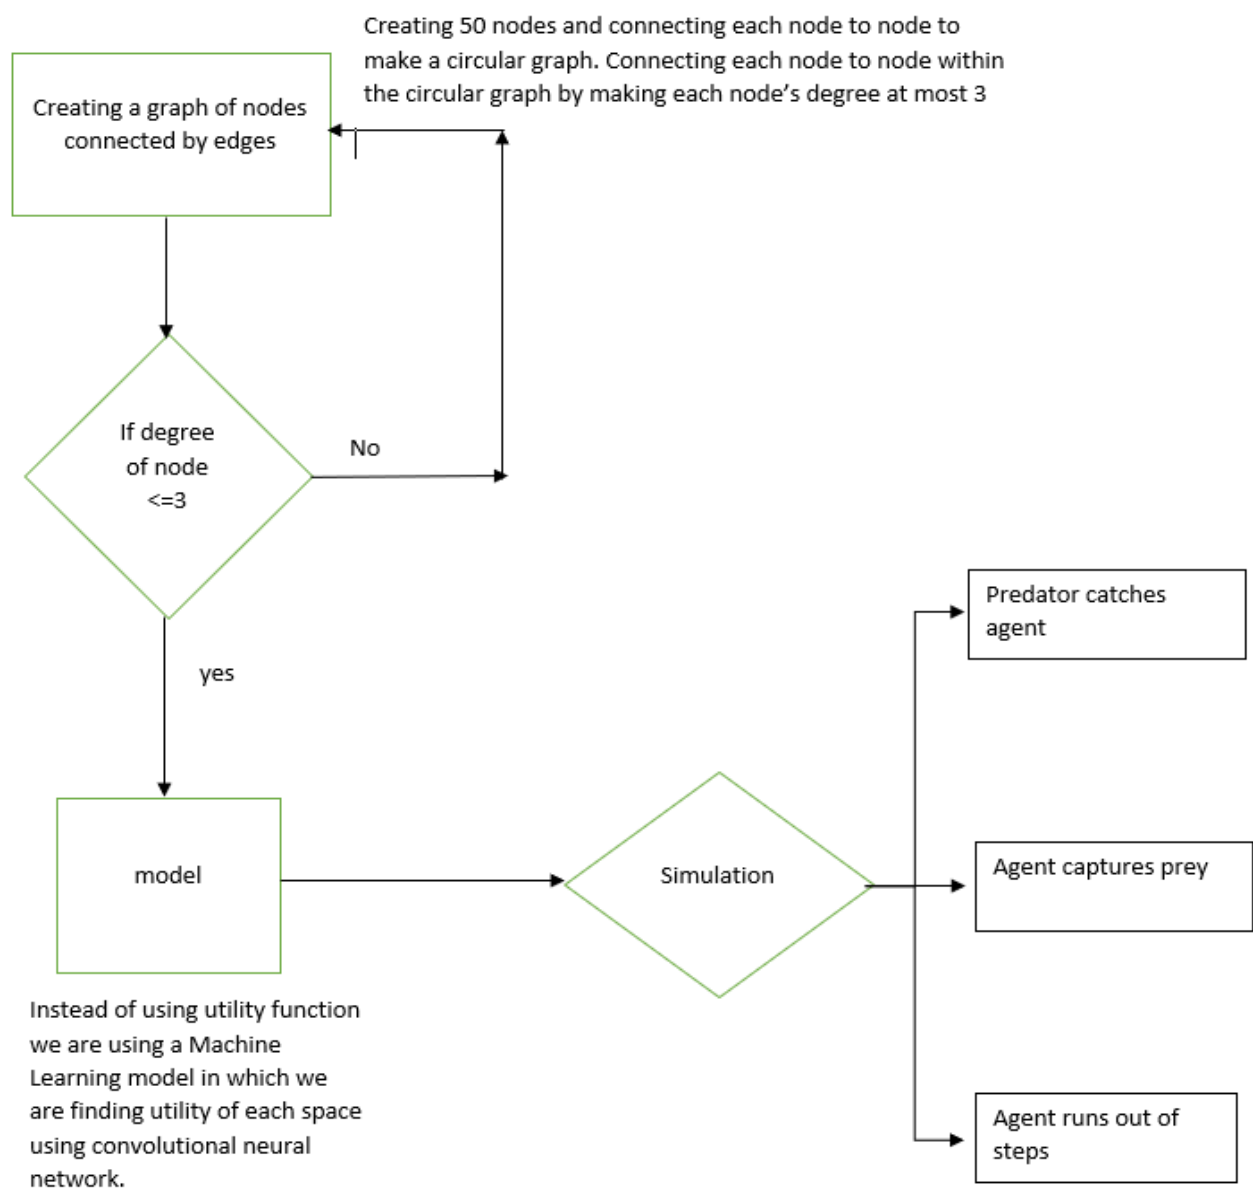 Creating 50 nodes and connecting each node to node to
make a circular graph. Connecting each node to node within
the circular graph by making each node's degree at most 3
Creating a graph of nodes
connected by edges
If degree
of node
<=3
No
yes
Predator catches
agent
model
Simulation
Agent captures prey
Instead of using utility function
we are using a Machine
Learning model in which we
are finding utility of each space
using convolutional neural
network.
Agent runs out of
steps